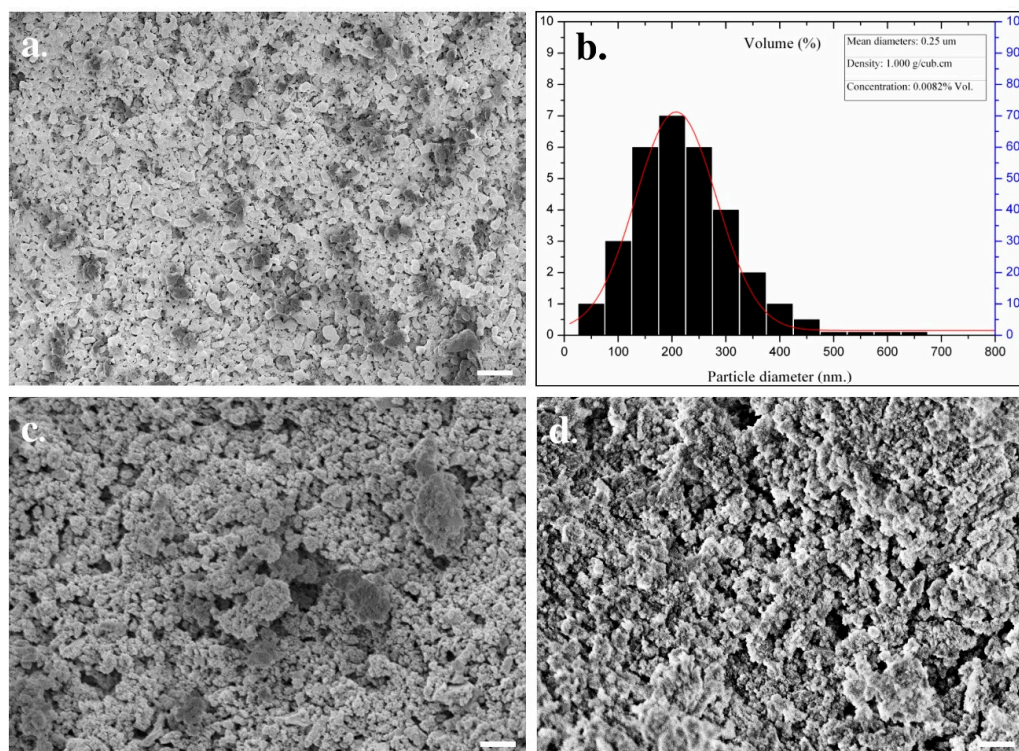 a.
b.
Volume (%)
Mean diameters: 0.25 um
Density: 1.000 g/cub.cm
Concentration: 0.0082% Vol.
10
9
8
7
6
5
4
3
2
1
0
100
90
80
70
60
50
40
30
20
10
0
0 100 200 300 400 500 600 700 800
Particle diameter (nm.)
c.
d.